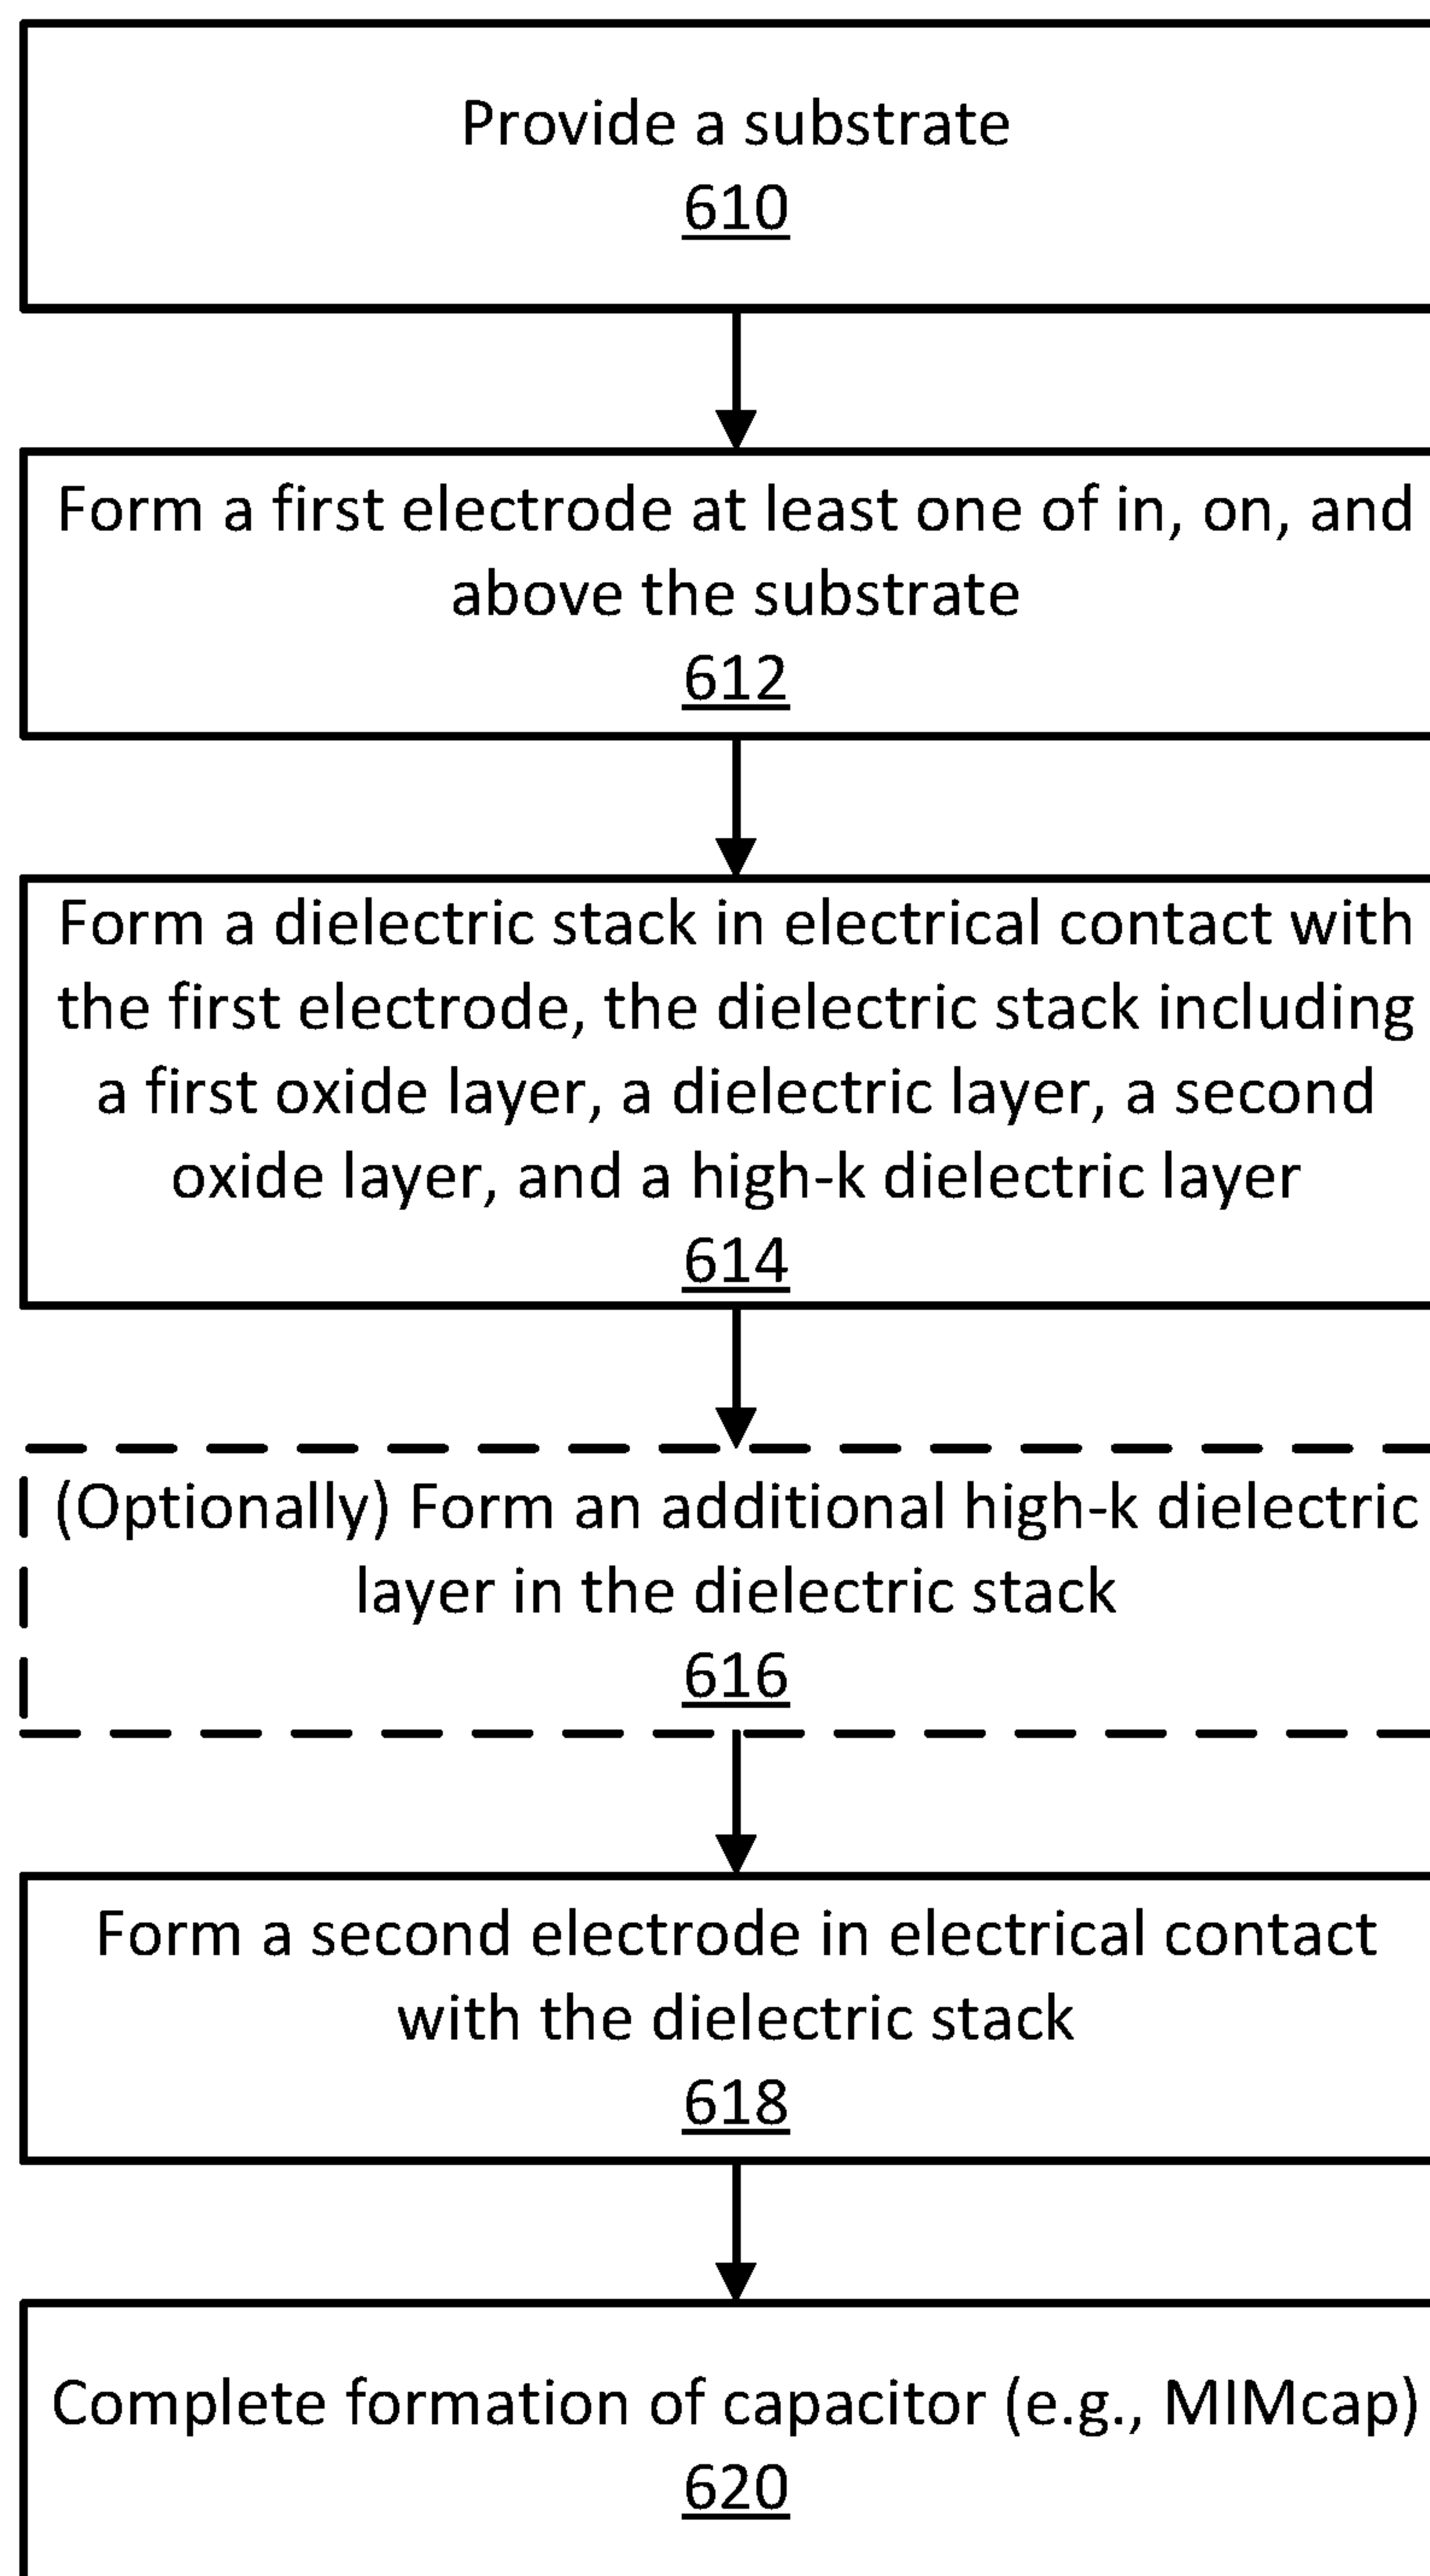 Provide a substrate
610
Form a first electrode at least one of in, on, and
above the substrate
612
Form a dielectric stack in electrical contact with
the first electrode, the dielectric stack including
a first oxide layer, a dielectric layer, a second
oxide layer, and a high-k dielectric layer
614
(Optionally) Form an additional high-k dielectric
layer in the dielectric stack
616
Form a second electrode in electrical contact
with the dielectric stack
618
Complete formation of capacitor (e.g., MIMcap)
620